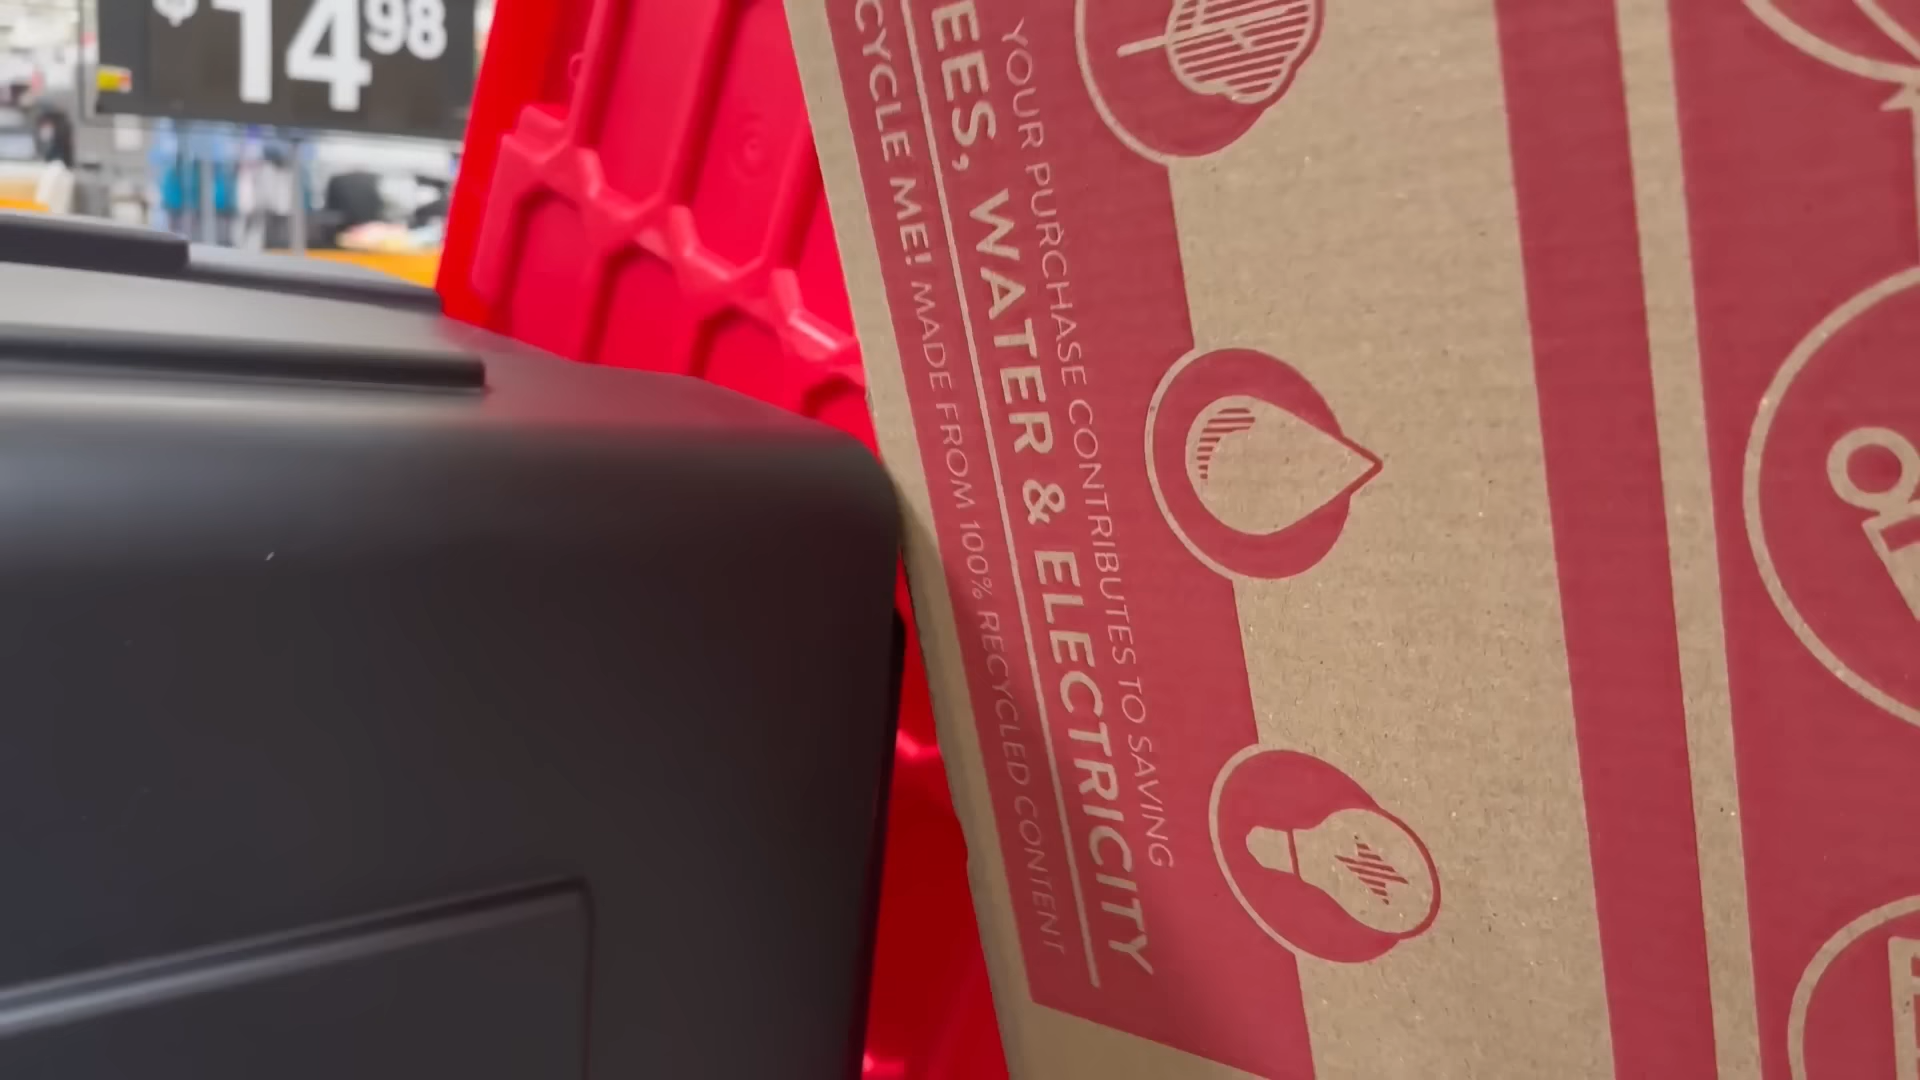 $14.98
YOUR PURCHASE CONTRIBUTES TO SAVING
EES, WATER & ELECTRICITY
CYCLE ME! MADE FROM 100% RECYCLED CONTENT